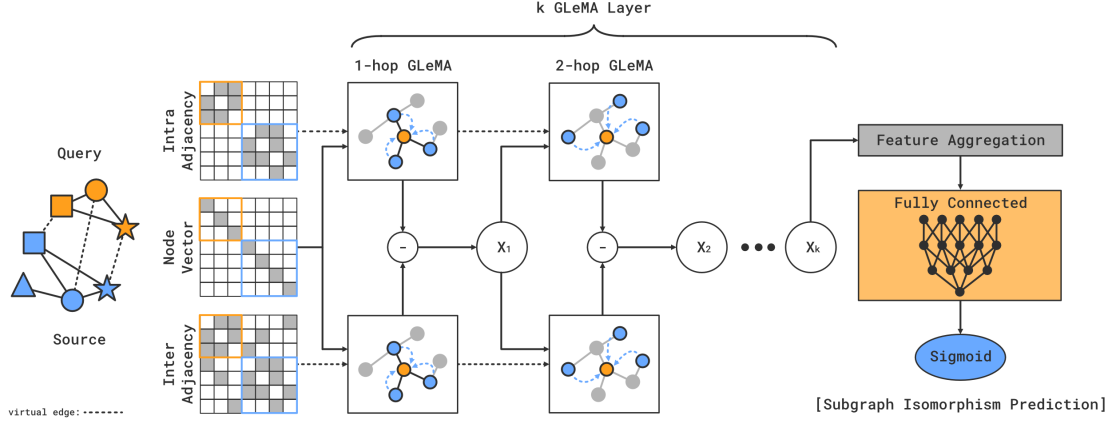 k GLeMA Layer
1-hop GLeMA
2-hop GLeMA
Intra
Adjacency
Query
Feature Aggregation
Fully Connected
Node
Vector
-
X1
-
X2
Xk
Source
Inter
Adjacency
Sigmoid
[Subgraph Isomorphism Prediction]
virtual edge: